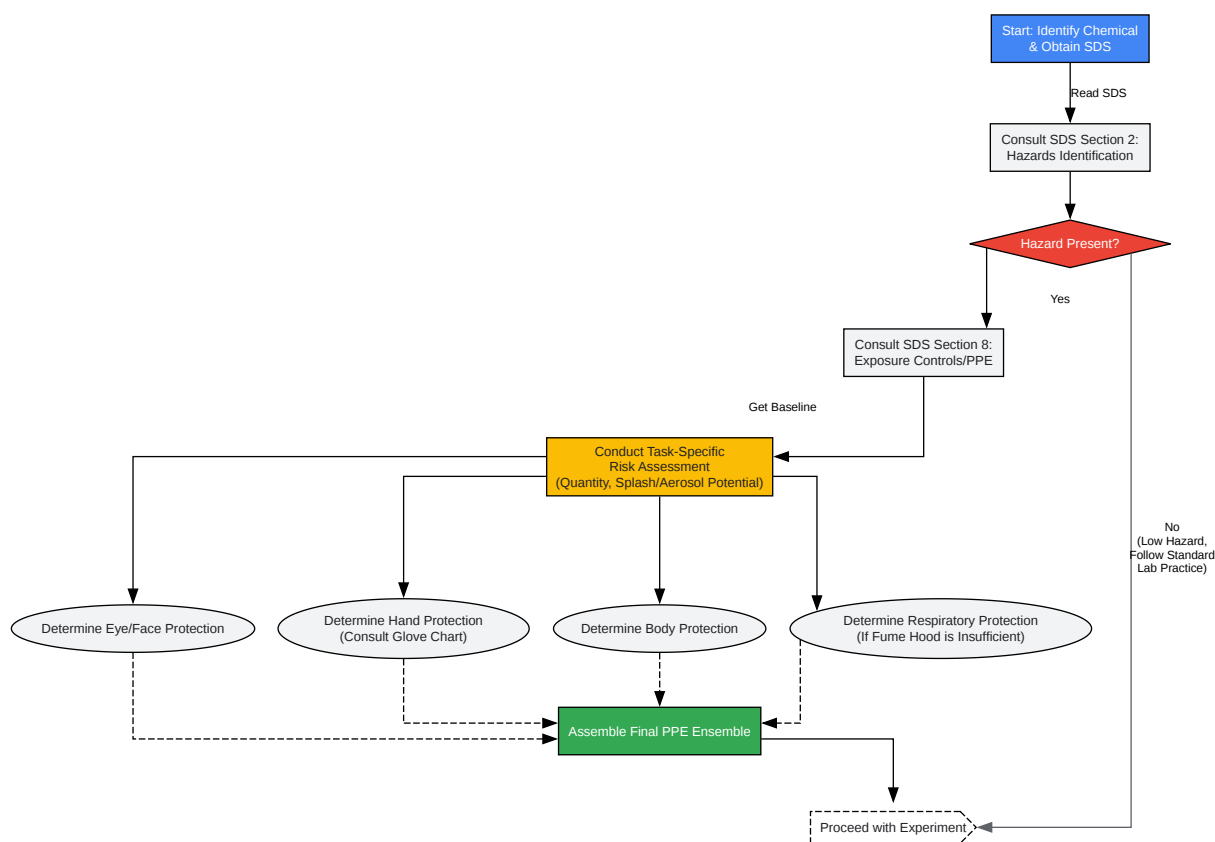 Start: Identify Chemical
& Obtain SDS
Read SDS
Consult SDS Section 2:
Hazards Identification
Hazard Present?
Yes
Consult SDS Section 8:
Exposure Controls/PPE
Get Baseline
Conduct Task-Specific
Risk Assessment
(Quantity, Splash/Aerosol Potential)
No
(Low Hazard,
Follow Standard
Lab Practice)
Determine Eye/Face Protection
Determine Hand Protection
(Consult Glove Chart)
Determine Body Protection
Determine Respiratory Protection
(If Fume Hood is Insufficient)
Assemble Final PPE Ensemble
Proceed with Experiment